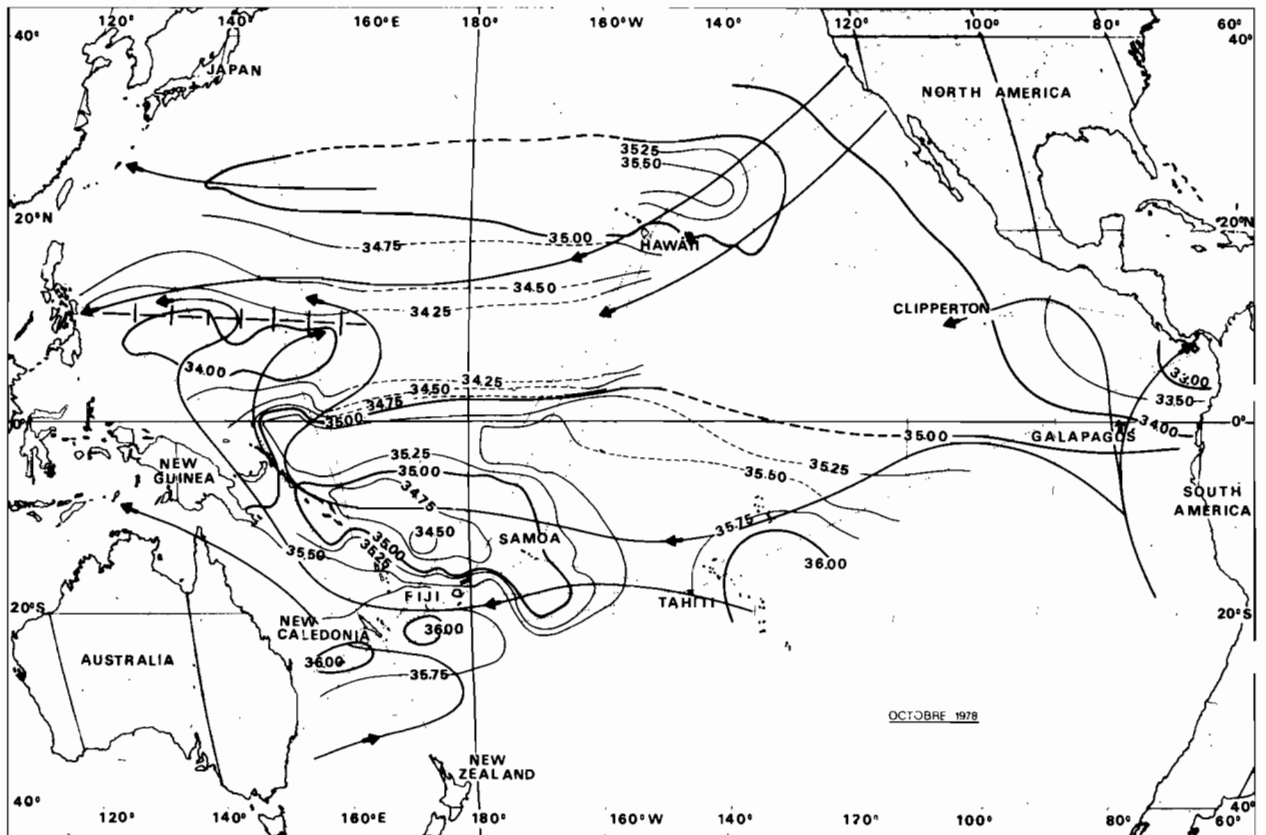 120° 140° 160°E 180° 160°W 120° 100° 80° 60°
40° 40°
JAPAN
NORTH AMERICA
35.25
35.50
20°N 20°N
35.00
HAWAII
34.75
34.50
CLIPPERTON
34.25
34.00
33.00
34.25
34.50
33.50
34.75
35.00
34.00
0° 0°
35.00
GALAPAGOS
35.25
NEW
GUINEA
35.00
35.25
35.50
34.75
SOUTH
AMERICA
35.75
34.50
SAMOA
35.00
35.50
35.25
36.00
FIJI
TAHITI
20°S 20°S
NEW
CALEDONIA
36.00
AUSTRALIA
36.00
35.75
OCTOBRE 1978
NEW
ZEALAND
40° 40°
120° 140° 160°E 180° 160°W 140° 120° 100° 80° 60°